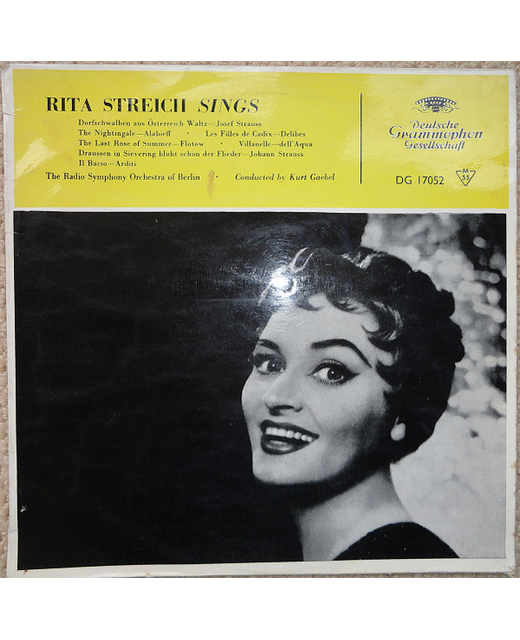 RITA STREICH SINGS
Dorfschwalben aus Österreich Waltz—Josef Strauss
The Nightingale—Alabieff · Les Filles de Cadix—Delibes
The Last Rose of Summer—Flotow · Villanelle—dell'Aqua
Draussen in Sievering blüht schon der Flieder—Johann Strauss
Il Bacio—Arditi
The Radio Symphony Orchestra of Berlin · Conducted by Kurt Gaebel
Deutsche
Grammophon
Gesellschaft
DG 17052
M
33